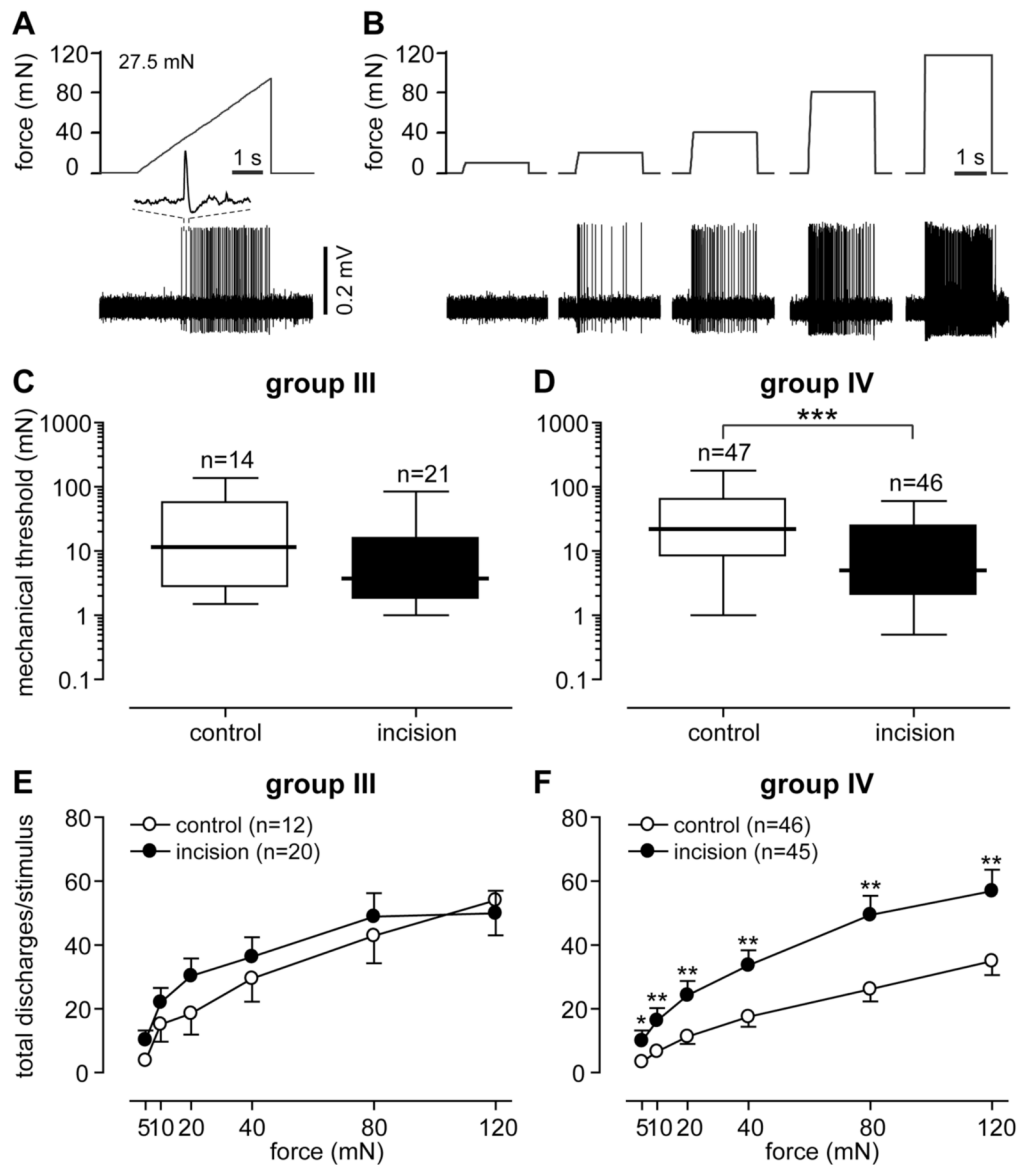 A
B
force (mN)
120
80
40
0
27.5 mN
1 s
0.2 mV
force (mN)
120
80
40
0
1 s
C
group III
mechanical threshold (mN)
1000
100
10
1
0.1
n=14
n=21
control
incision
D
group IV
***
1000
100
10
1
0.1
n=47
n=46
control
incision
E
group III
total discharges/stimulus
80
60
40
20
0
control (n=12)
incision (n=20)
5 10 20 40 80 120
force (mN)
F
group IV
80
60
40
20
0
control (n=46)
incision (n=45)
* ** ** ** ** **
5 10 20 40 80 120
force (mN)